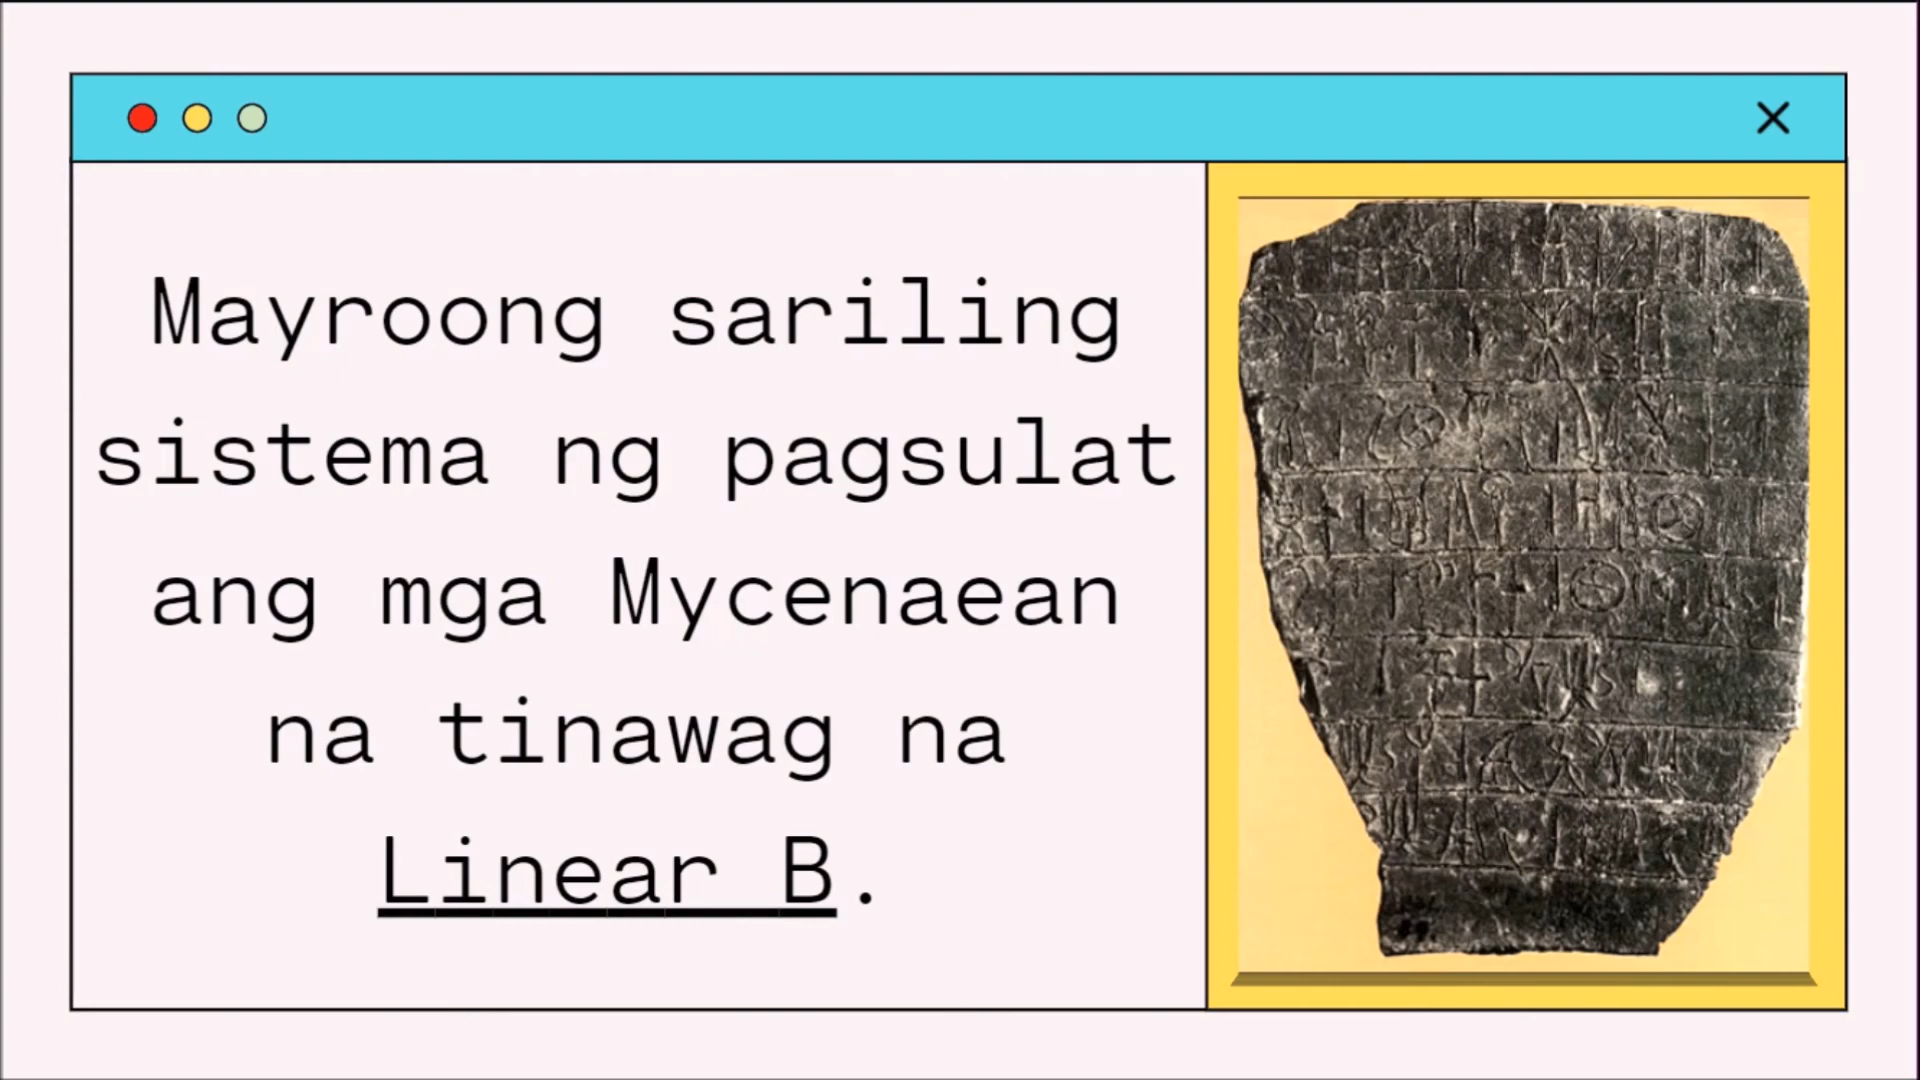 Mayroong sariling
sistema ng pagsulat
ang mga Mycenaean
na tinawag na
Linear B.